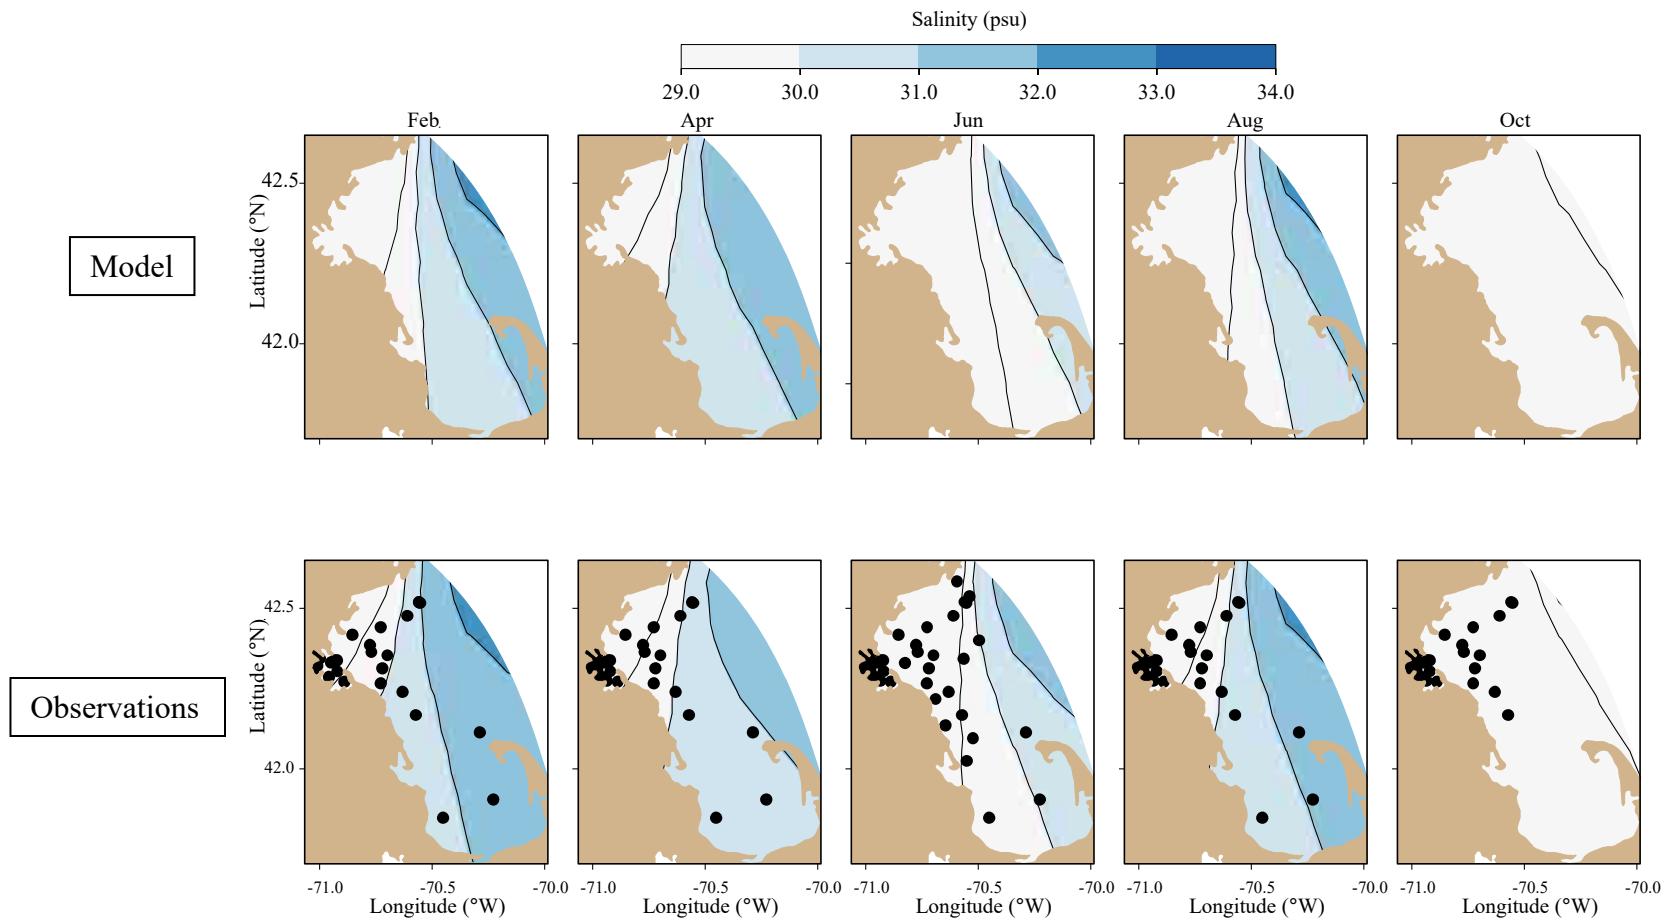 Salinity (psu)
29.0 30.0 31.0 32.0 33.0 34.0
Feb. Apr Jun Aug Oct
Model
Latitude (°N)
42.5
42.0
Observations
Latitude (°N)
42.5
42.0
-71.0 -70.5 -70.0 -71.0 -70.5 -70.0 -71.0 -70.5 -70.0 -71.0 -70.5 -70.0 -71.0 -70.5 -70.0
Longitude (°W) Longitude (°W) Longitude (°W) Longitude (°W) Longitude (°W)